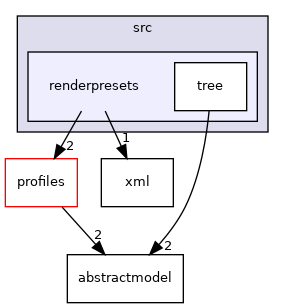 src
renderpresets
tree
2
1
profiles
xml
2
2
abstractmodel